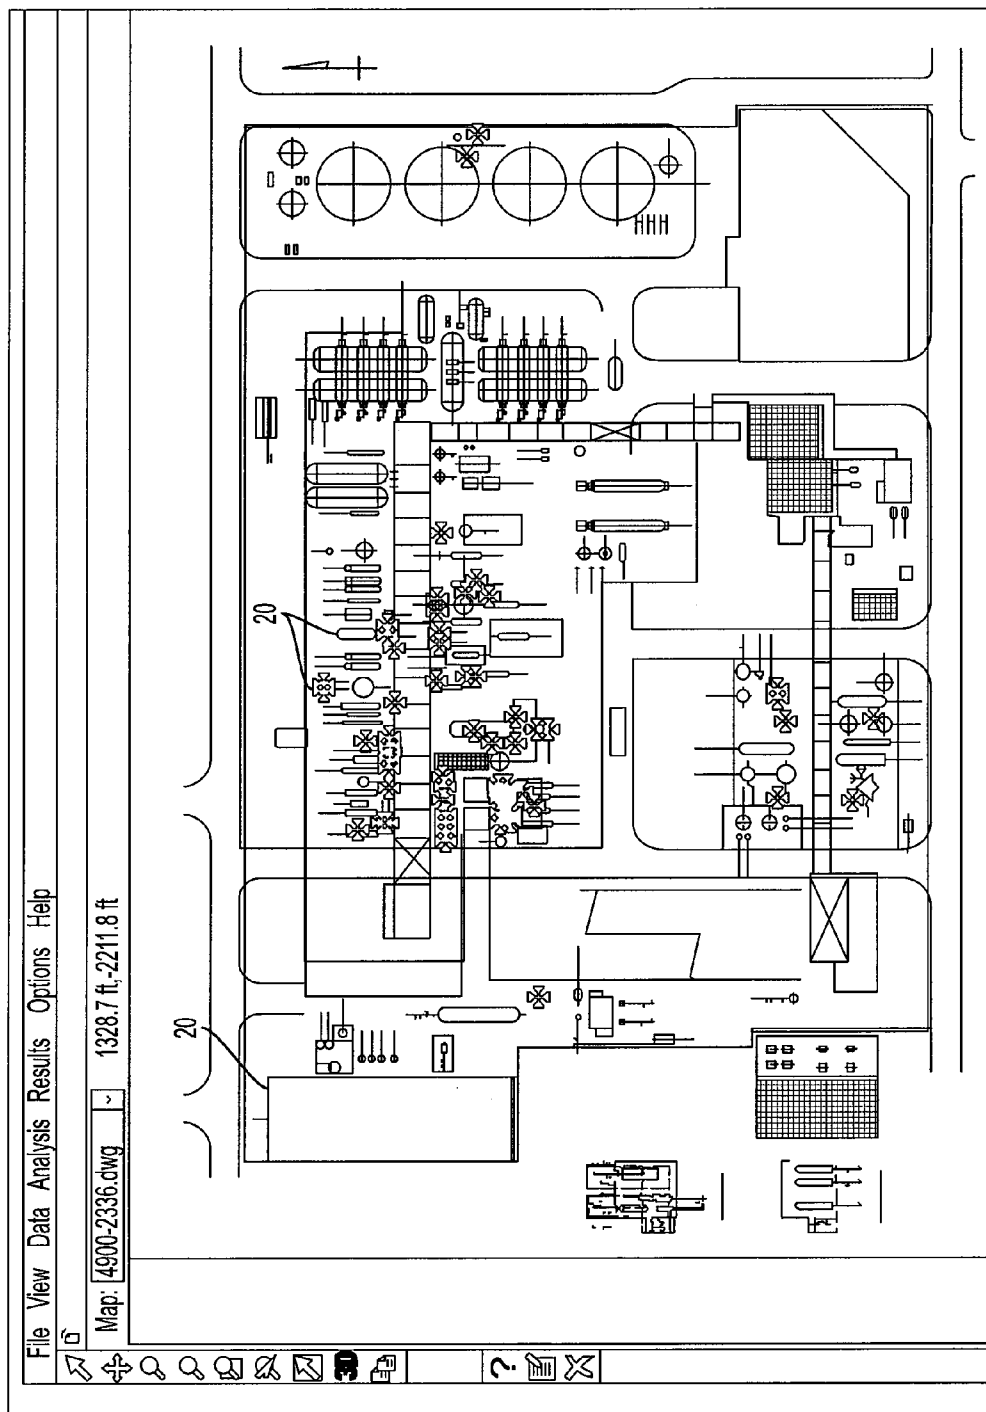 File View Data Analysis Results Options Help
Map: 4900-2336.dwg 1328.7 ft,-2211.8 ft
3D
?
20
20